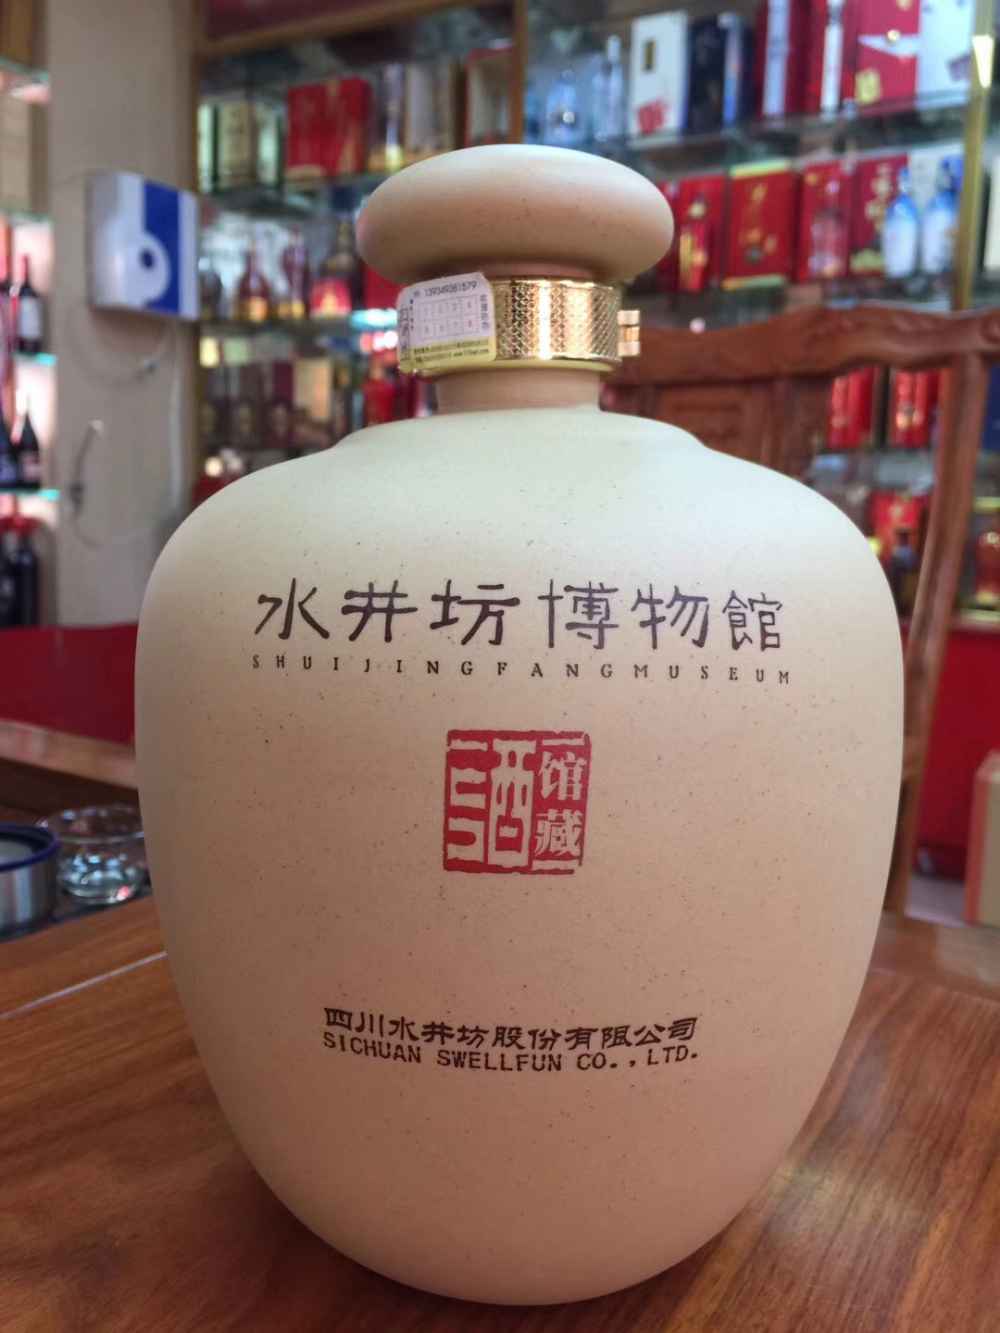 139349361579
水井坊博物館
SHUIJINGFANGMUSEUM
馆藏
酒
四川水井坊股份有限公司
SICHUAN SWELLFUN CO.,LTD.